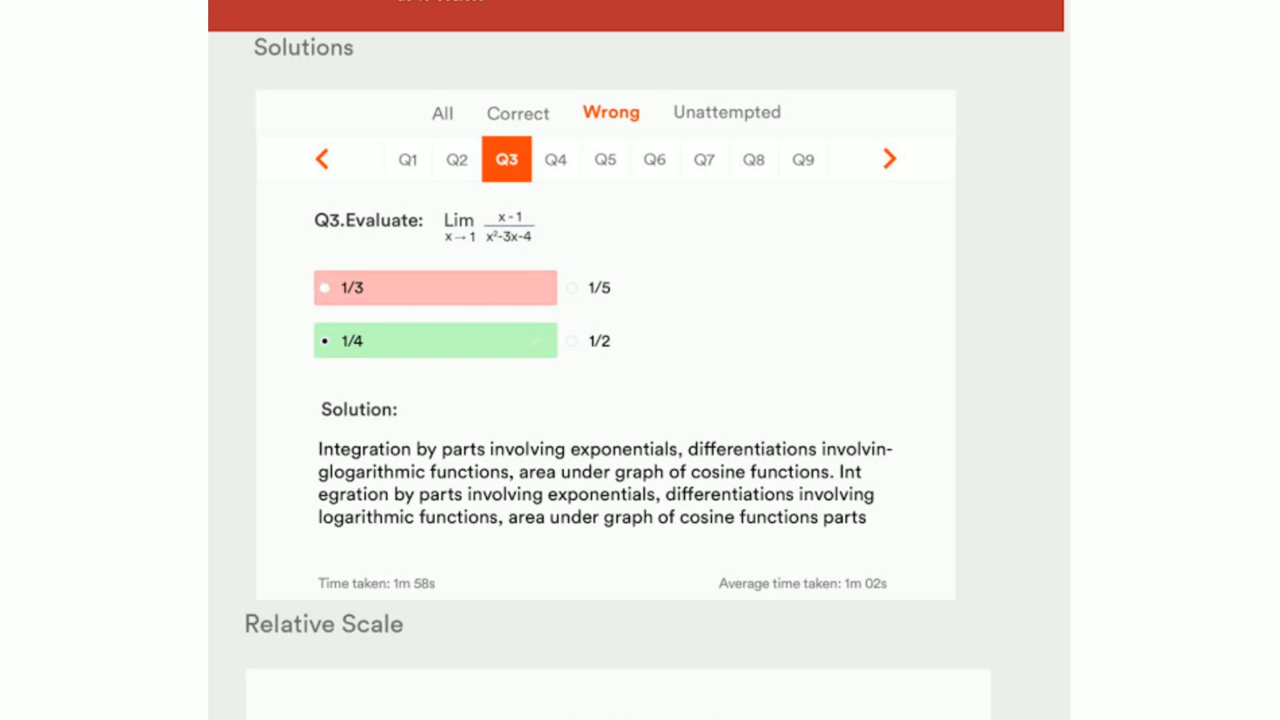 Solutions
All Correct Wrong Unattempted
Q1 Q2 Q3 Q4 Q5 Q6 Q7 Q8 Q9
Q3.Evaluate: Lim x-1
x→1 x²-3x-4
1/3 1/5
1/4 1/2
Solution:
Integration by parts involving exponentials, differentiations involvin-
glogarithmic functions, area under graph of cosine functions. Int
egration by parts involving exponentials, differentiations involving
logarithmic functions, area under graph of cosine functions parts
Time taken: 1m 58s Average time taken: 1m 02s
Relative Scale